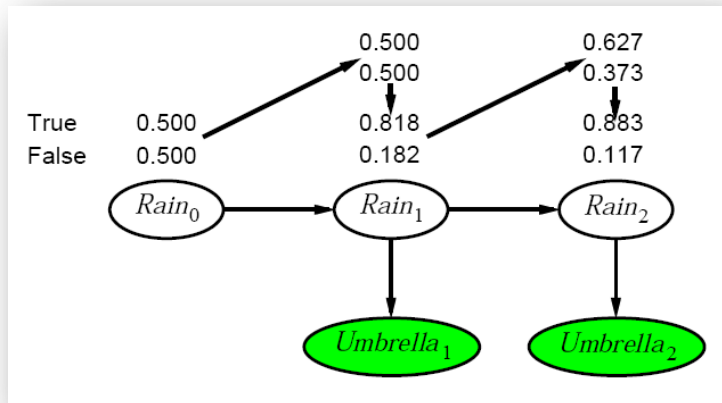 0.500 0.627
0.500 0.373
True 0.500 0.818 0.883
False 0.500 0.182 0.117
Rain0 Rain1 Rain2
Umbrella1 Umbrella2